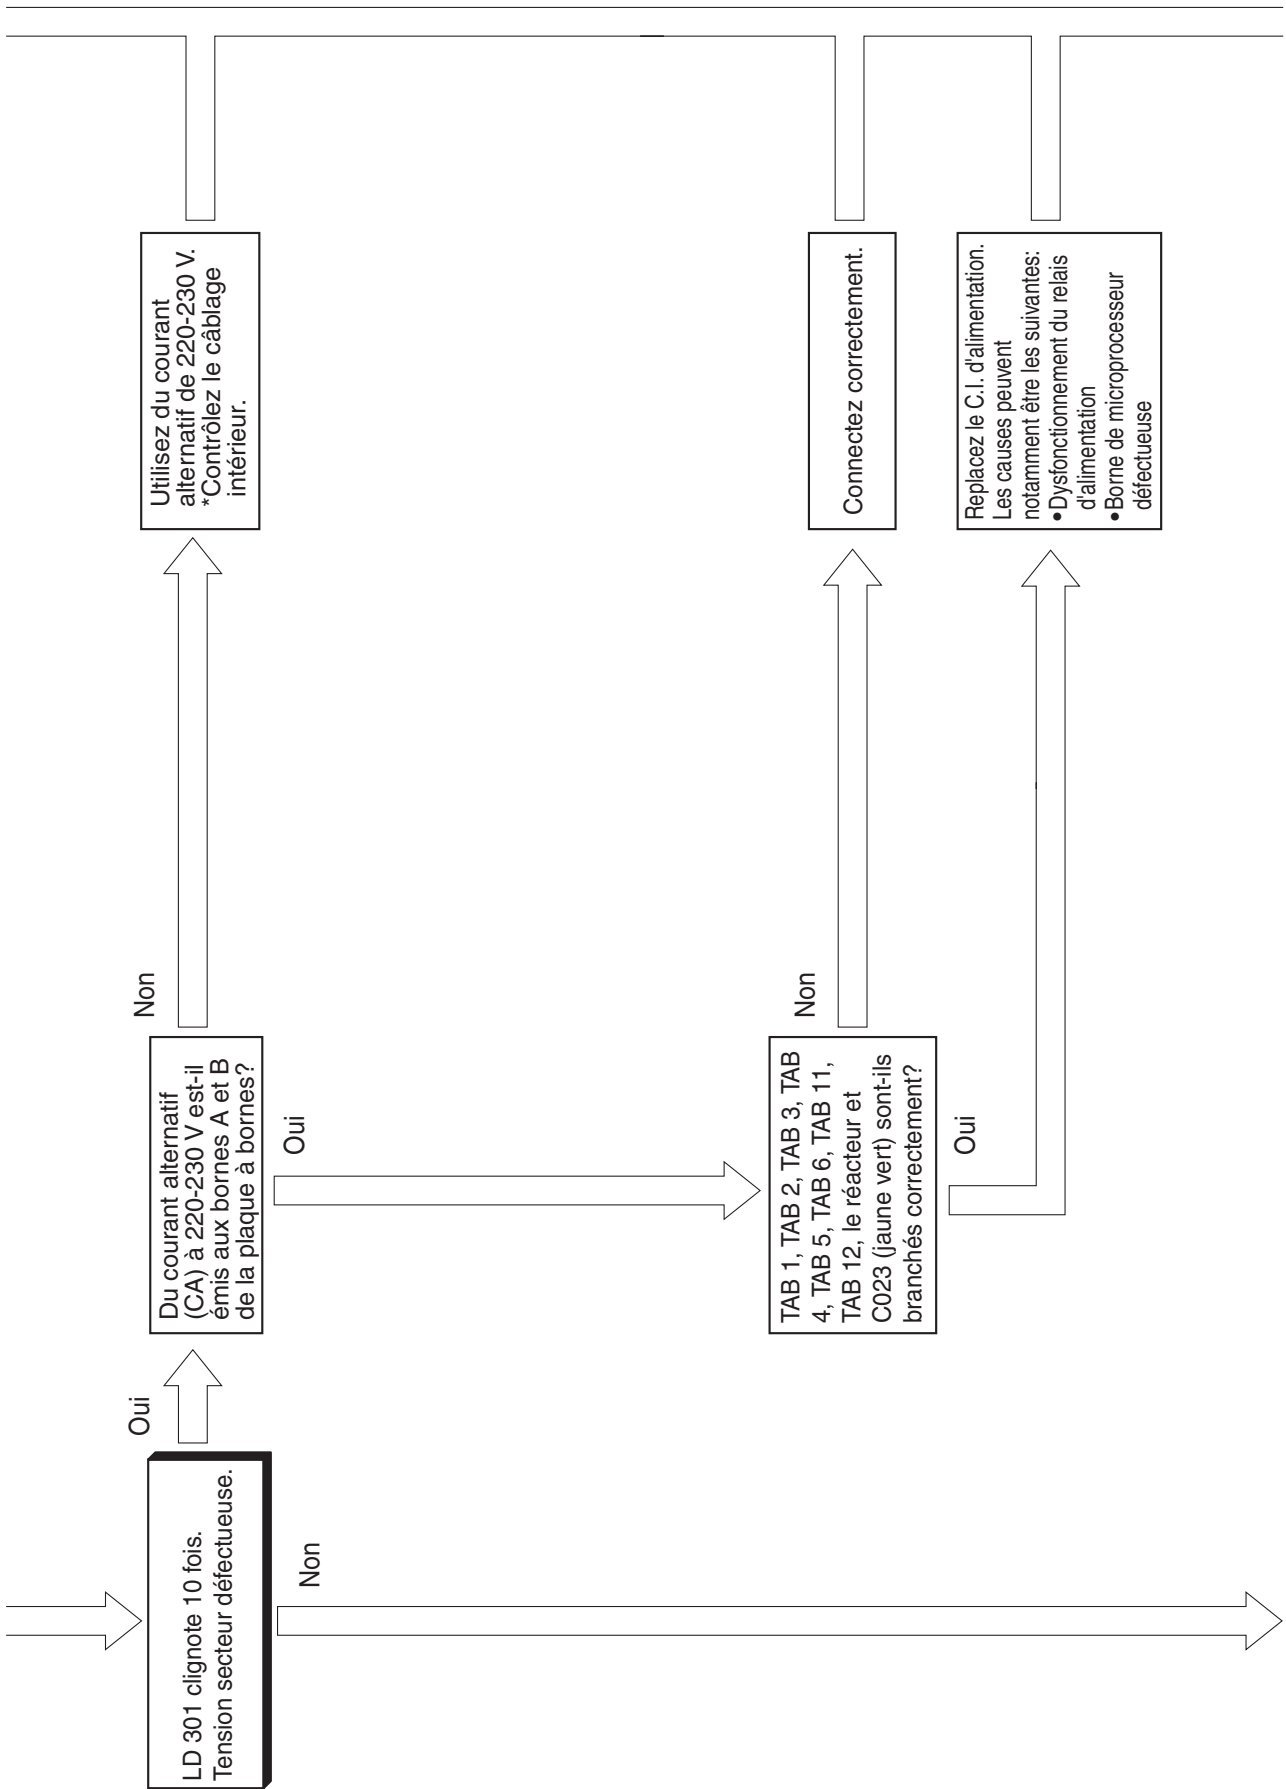 LD 301 clignote 10 fois.
Tension secteur défectueuse.
Oui
Non
Du courant alternatif
(CA) à 220-230 V est-il
émis aux bornes A et B
de la plaque à bornes?
Non
Oui
Utilisez du courant
alternatif de 220-230 V.
*Contrôlez le câblage
intérieur.
TAB 1, TAB 2, TAB 3, TAB
4, TAB 5, TAB 6, TAB 11,
TAB 12, le réacteur et
C023 (jaune vert) sont-ils
branchés correctement?
Non
Oui
Connectez correctement.
Replacez le C.I. d'alimentation.
Les causes peuvent
notamment être les suivantes:
•Dysfonctionnement du relais
d'alimentation
•Borne de microprocesseur
défectueuse